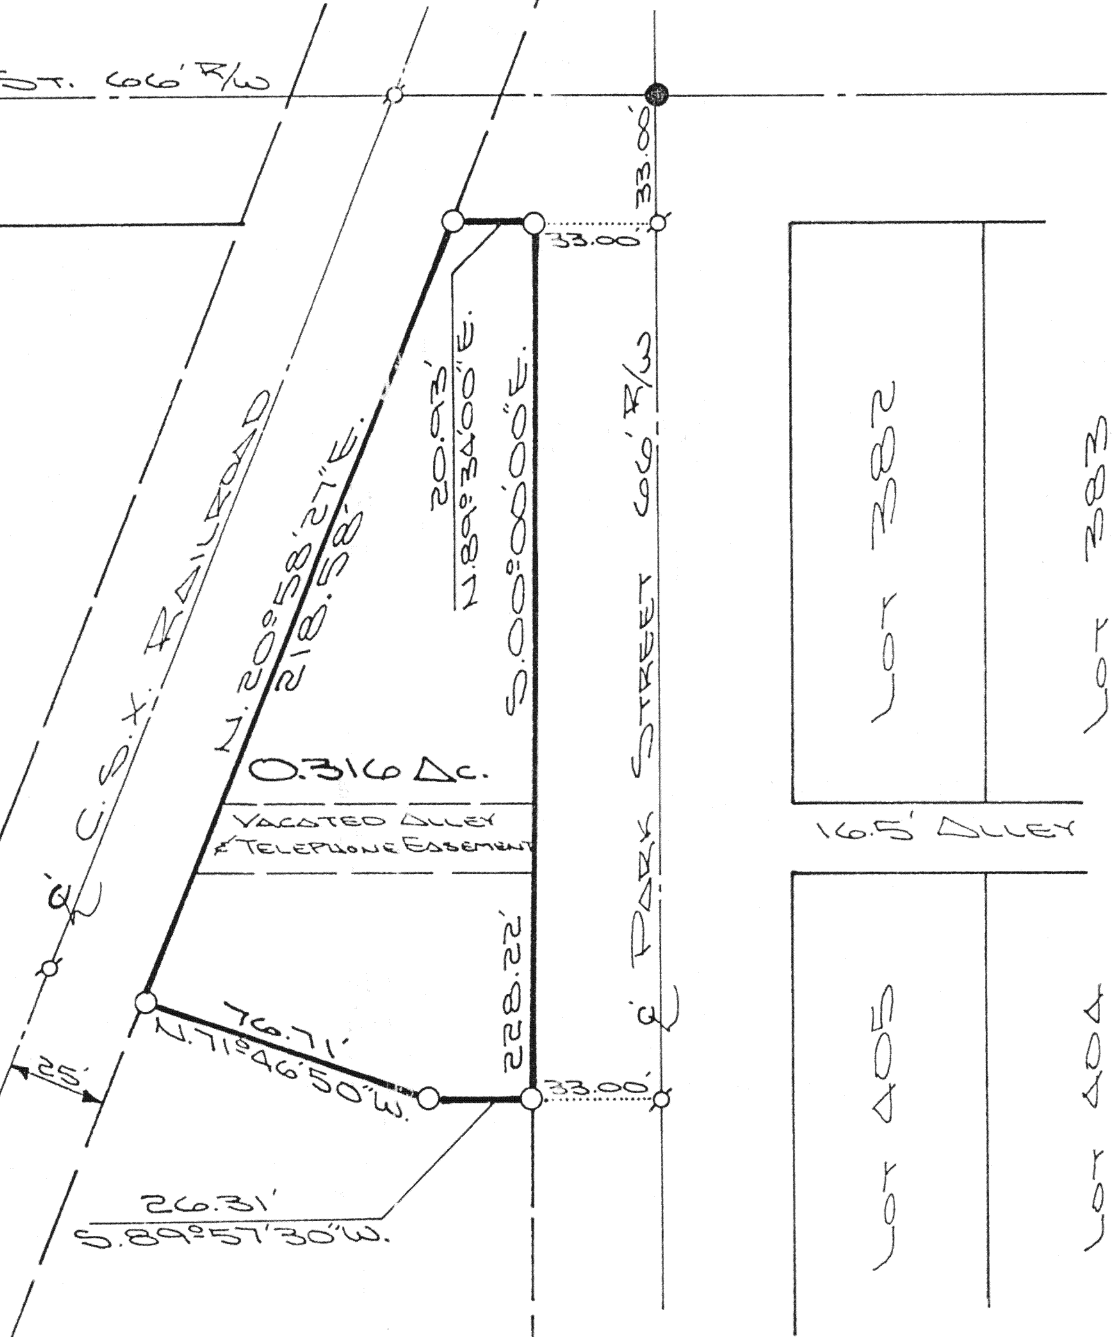 ST. 66' R/W
33.00'
33.00'
20.93'
N.89°34'00"E.
S.00°00'00"E.
N.20°58'27"E.
218.58'
C.S.X. RAILROAD
PARK STREET 66' R/W
LOT 382
LOT 383
0.316 AC.
VACATED ALLEY
& TELEPHONE EASEMENT
16.5' ALLEY
228.22'
76.71'
N.71°46'50"W.
25'
33.00'
LOT 405
LOT 404
26.31'
S.89°57'30"W.